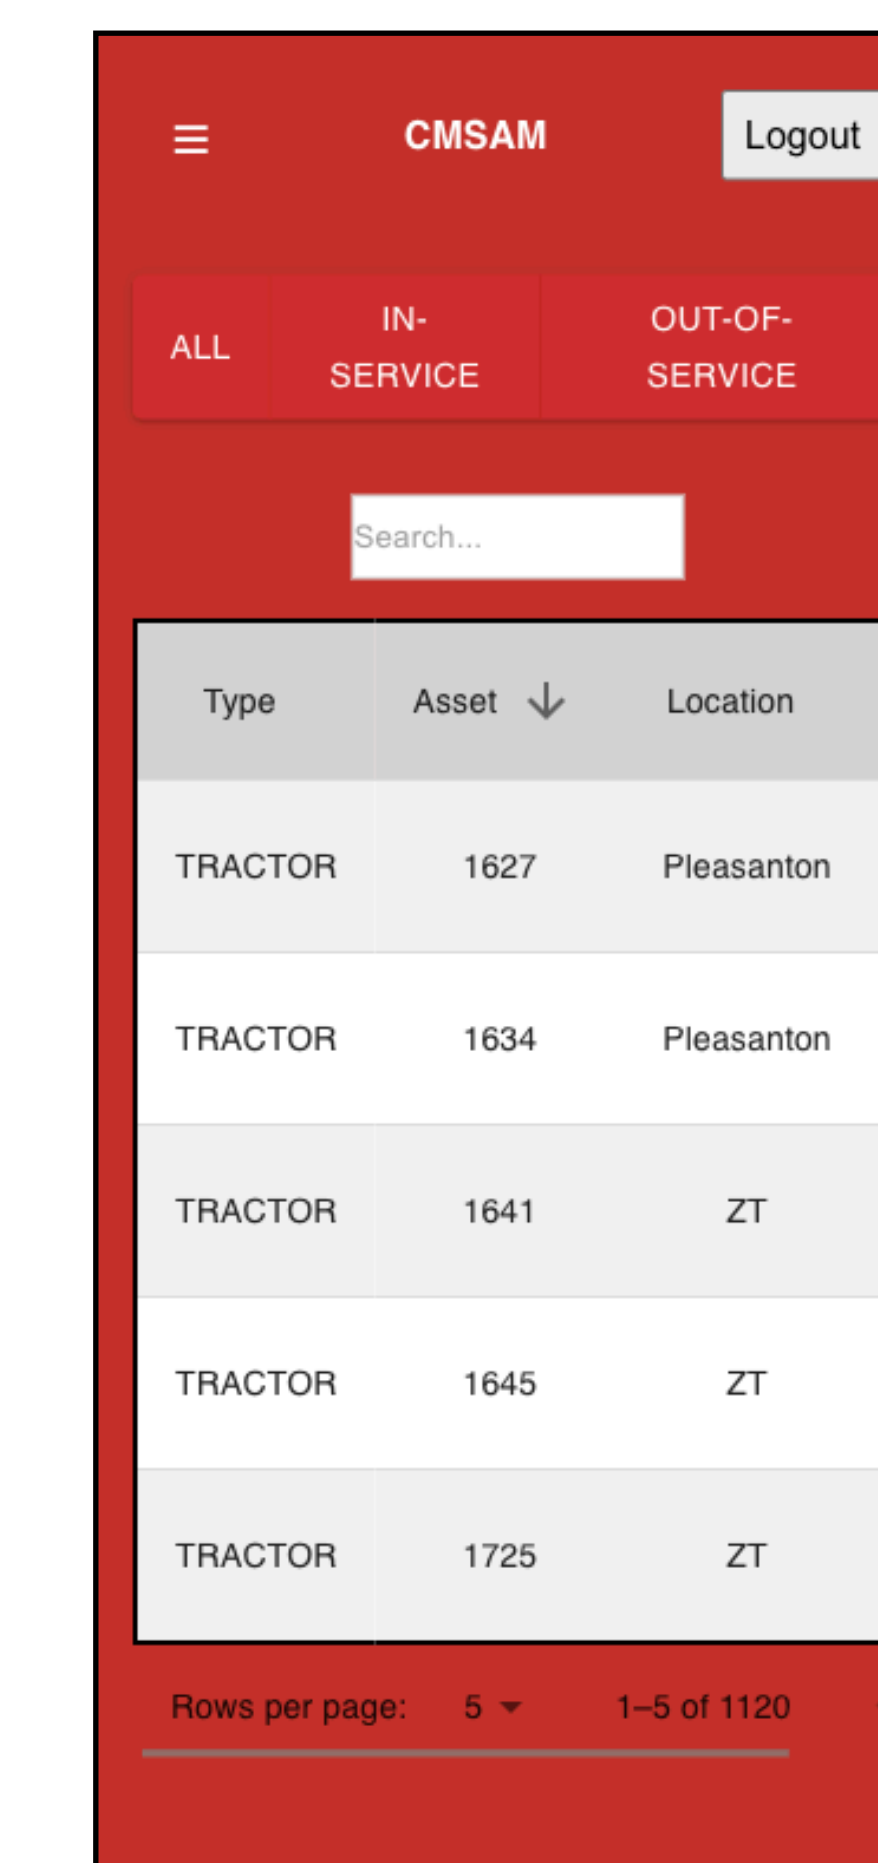 CMSAM Logout
ALL IN-SERVICE OUT-OF-SERVICE
Search...
Type Asset Location
TRACTOR 1627 Pleasanton
TRACTOR 1634 Pleasanton
TRACTOR 1641 ZT
TRACTOR 1645 ZT
TRACTOR 1725 ZT
Rows per page: 5 1–5 of 1120